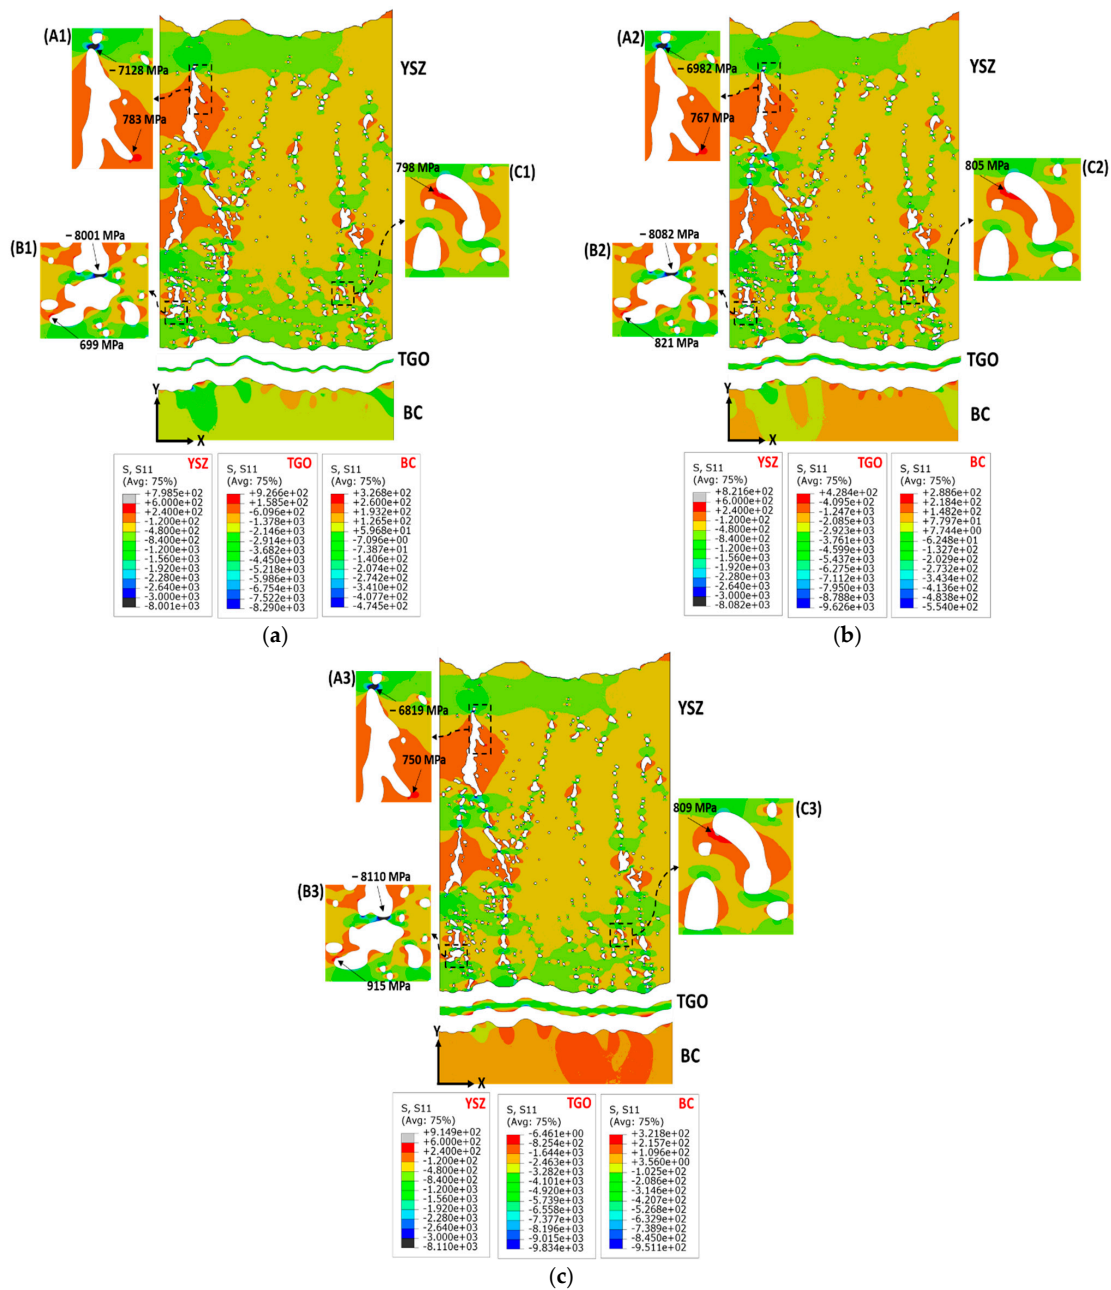 (A1)
– 7128 MPa
783 MPa
YSZ
798 MPa
(C1)
(B1)
– 8001 MPa
699 MPa
TGO
Y
BC
X
S, S11 YSZ
(Avg: 75%)
+7.985e+02
+6.000e+02
+2.400e+02
-1.200e+02
-4.800e+02
-8.400e+02
-1.200e+03
-1.560e+03
-1.920e+03
-2.280e+03
-2.640e+03
-3.000e+03
-8.001e+03
S, S11 TGO
(Avg: 75%)
+9.266e+02
+1.585e+02
-6.096e+02
-1.378e+03
-2.146e+03
-2.914e+03
-3.682e+03
-4.450e+03
-5.218e+03
-5.986e+03
-6.754e+03
-7.522e+03
-8.290e+03
S, S11 BC
(Avg: 75%)
+3.268e+02
+2.600e+02
+1.932e+02
+1.265e+02
+5.968e+01
-7.096e+00
-7.387e+01
-1.406e+02
-2.074e+02
-2.742e+02
-3.410e+02
-4.077e+02
-4.745e+02
(a)
(A2)
– 6982 MPa
767 MPa
YSZ
805 MPa
(C2)
(B2)
– 8082 MPa
821 MPa
TGO
Y
BC
X
S, S11 YSZ
(Avg: 75%)
+8.216e+02
+6.000e+02
+2.400e+02
-1.200e+02
-4.800e+02
-8.400e+02
-1.200e+03
-1.560e+03
-1.920e+03
-2.280e+03
-2.640e+03
-3.000e+03
-8.082e+03
S, S11 TGO
(Avg: 75%)
+4.284e+02
-4.095e+02
-1.247e+03
-2.085e+03
-2.923e+03
-3.761e+03
-4.599e+03
-5.437e+03
-6.275e+03
-7.112e+03
-7.950e+03
-8.788e+03
-9.626e+03
S, S11 BC
(Avg: 75%)
+2.886e+02
+2.184e+02
+1.482e+02
+7.797e+01
+7.744e+00
-6.248e+01
-1.327e+02
-2.029e+02
-2.732e+02
-3.434e+02
-4.136e+02
-4.838e+02
-5.540e+02
(b)
(A3)
– 6819 MPa
750 MPa
YSZ
809 MPa
(C3)
(B3)
– 8110 MPa
915 MPa
TGO
Y
BC
X
S, S11 YSZ
(Avg: 75%)
+9.149e+02
+6.000e+02
+2.400e+02
-1.200e+02
-4.800e+02
-8.400e+02
-1.200e+03
-1.560e+03
-1.920e+03
-2.280e+03
-2.640e+03
-3.000e+03
-8.110e+03
S, S11 TGO
(Avg: 75%)
-6.461e+00
-8.254e+02
-1.644e+03
-2.463e+03
-3.282e+03
-4.101e+03
-4.920e+03
-5.739e+03
-6.558e+03
-7.377e+03
-8.196e+03
-9.015e+03
-9.834e+03
S, S11 BC
(Avg: 75%)
+3.218e+02
+2.157e+02
+1.096e+02
+3.560e+00
-1.025e+02
-2.086e+02
-3.146e+02
-4.207e+02
-5.268e+02
-6.329e+02
-7.389e+02
-8.450e+02
-9.511e+02
(c)